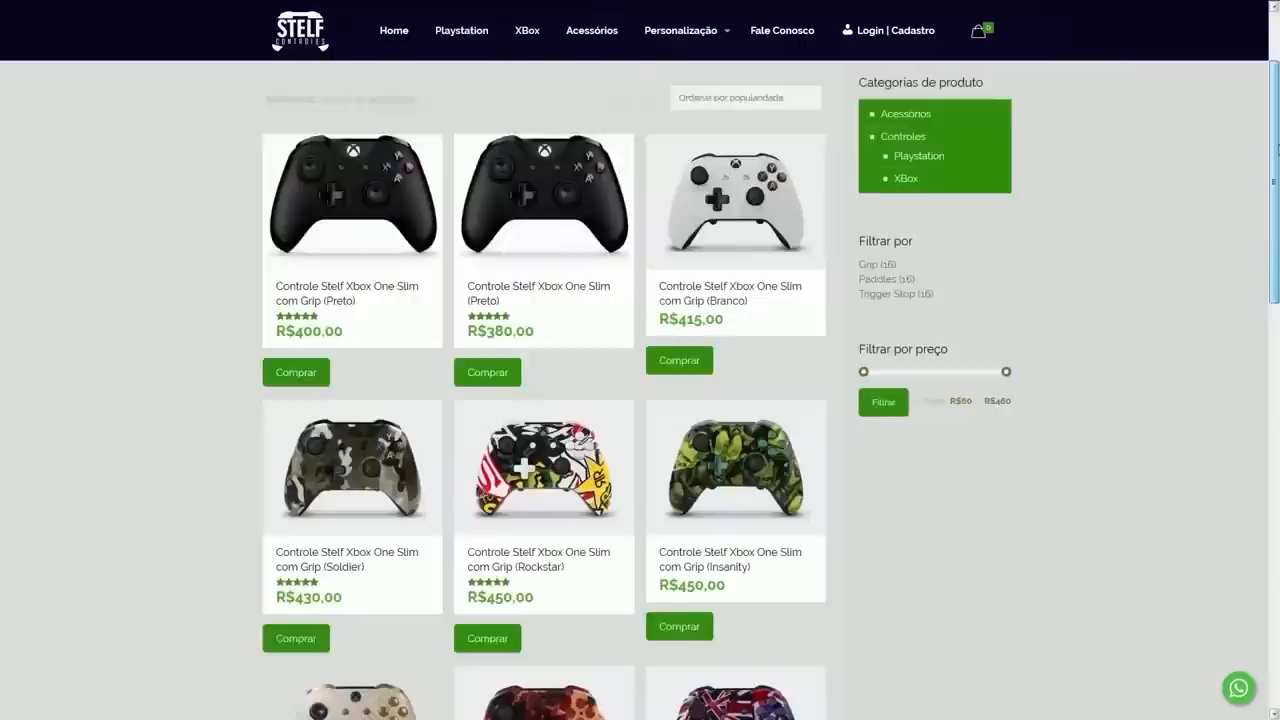 STELF
CONTROLES
Home
Playstation
XBox
Acessórios
Personalização
Fale Conosco
Login | Cadastro
0
Ordenar por popularidade
Categorias de produto
Acessórios
Controles
Playstation
XBox
Filtrar por
Grip (16)
Paddles (16)
Trigger Stop (16)
Filtrar por preço
Filtrar
R$60
R$460
Controle Stelf Xbox One Slim
com Grip (Preto)
R$400,00
Comprar
Controle Stelf Xbox One Slim
(Preto)
R$380,00
Comprar
Controle Stelf Xbox One Slim
com Grip (Branco)
R$415,00
Comprar
Controle Stelf Xbox One Slim
com Grip (Soldier)
R$430,00
Comprar
Controle Stelf Xbox One Slim
com Grip (Rockstar)
R$450,00
Comprar
Controle Stelf Xbox One Slim
com Grip (Insanity)
R$450,00
Comprar